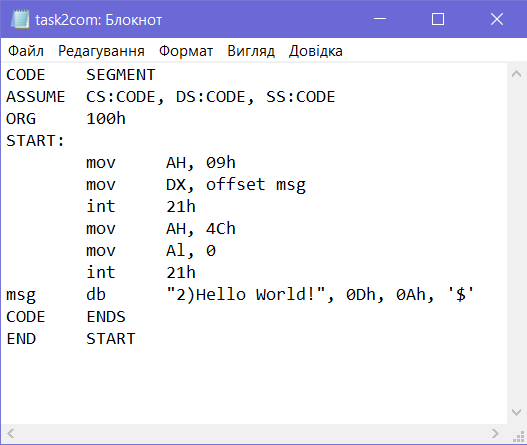 task2com: Блокнот
Файл Редагування Формат Вигляд Довідка
CODE SEGMENT
ASSUME CS:CODE, DS:CODE, SS:CODE
ORG 100h
START:
mov AH, 09h
mov DX, offset msg
int 21h
mov AH, 4Ch
mov Al, 0
int 21h
msg db "2)Hello World!", 0Dh, 0Ah, '$'
CODE ENDS
END START